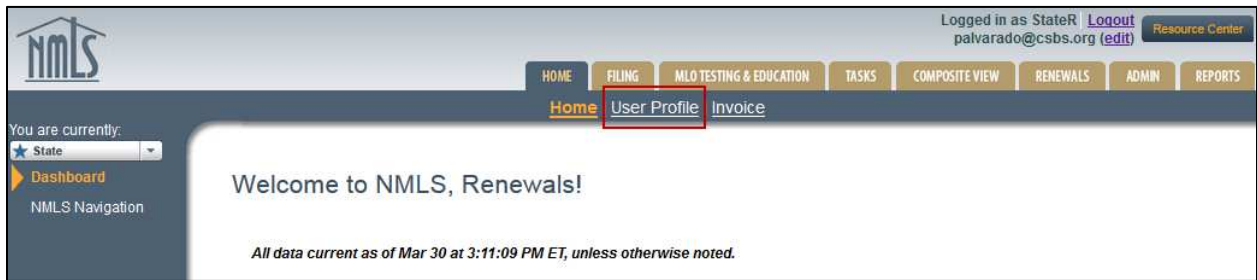 NMLS
Logged in as StateR Logout
palvarado@csbs.org (edit)
Resource Center
HOME FILING MLO TESTING & EDUCATION TASKS COMPOSITE VIEW RENEWALS ADMIN REPORTS
Home User Profile Invoice
You are currently:
State
Dashboard
NMLS Navigation
Welcome to NMLS, Renewals!
All data current as of Mar 30 at 3:11:09 PM ET, unless otherwise noted.